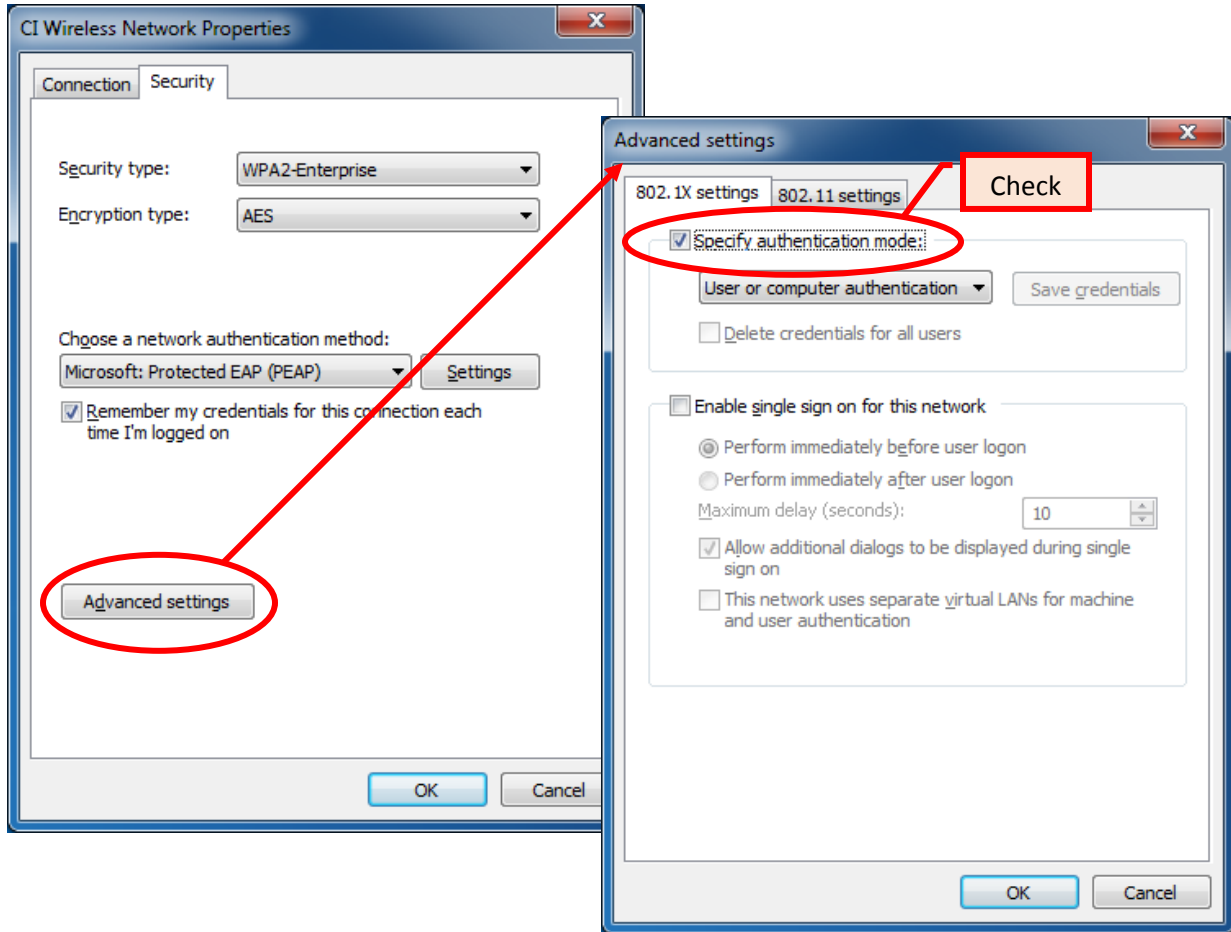 CI Wireless Network Properties
Connection Security
Security type: WPA2-Enterprise
Encryption type: AES
Choose a network authentication method:
Microsoft: Protected EAP (PEAP) Settings
Remember my credentials for this connection each
time I'm logged on
Advanced settings
OK Cancel
Advanced settings
Check
802.1X settings 802.11 settings
Specify authentication mode:
User or computer authentication Save credentials
Delete credentials for all users
Enable single sign on for this network
Perform immediately before user logon
Perform immediately after user logon
Maximum delay (seconds): 10
Allow additional dialogs to be displayed during single
sign on
This network uses separate virtual LANs for machine
and user authentication
OK Cancel